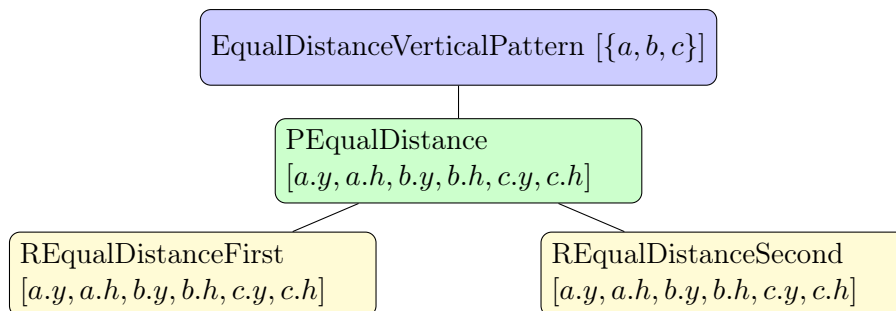 EqualDistanceVerticalPattern [{a, b, c}]
PEqualDistance
[a.y, a.h, b.y, b.h, c.y, c.h]
REqualDistanceFirst
[a.y, a.h, b.y, b.h, c.y, c.h]
REqualDistanceSecond
[a.y, a.h, b.y, b.h, c.y, c.h]